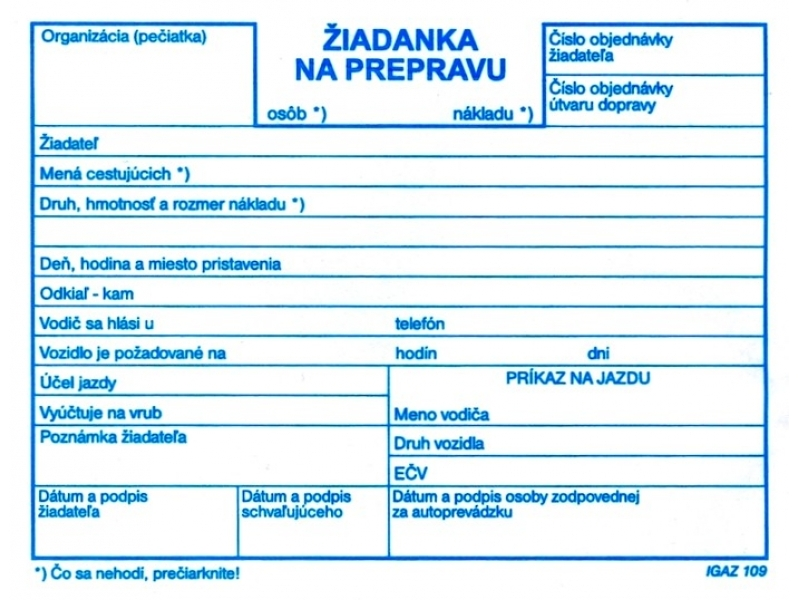 Organizácia (pečiatka)
ŽIADANKA
NA PREPRAVU
osôb *) nákladu *)
Číslo objednávky
žiadateľa
Číslo objednávky
útvaru dopravy
Žiadateľ
Mená cestujúcich *)
Druh, hmotnosť a rozmer nákladu *)
Deň, hodina a miesto pristavenia
Odkiaľ - kam
Vodič sa hlási u telefón
Vozidlo je požadované na hodín dni
Účel jazdy
Vyúčtuje na vrub
Poznámka žiadateľa
PRÍKAZ NA JAZDU
Meno vodiča
Druh vozidla
EČV
Dátum a podpis
žiadateľa
Dátum a podpis
schvaľujúceho
Dátum a podpis osoby zodpovednej
za autoprevádzku
*) Čo sa nehodí, prečiarknite!
IGAZ 109